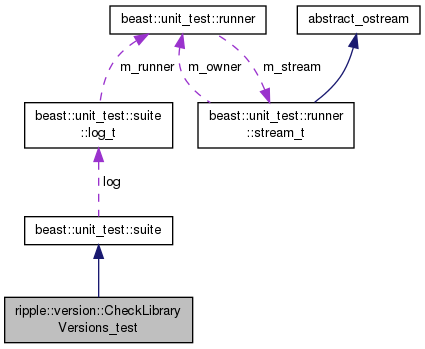 beast::unit_test::runner
abstract_ostream
m_runner
m_owner
m_stream
beast::unit_test::suite
::log_t
beast::unit_test::runner
::stream_t
log
beast::unit_test::suite
ripple::version::CheckLibrary
Versions_test